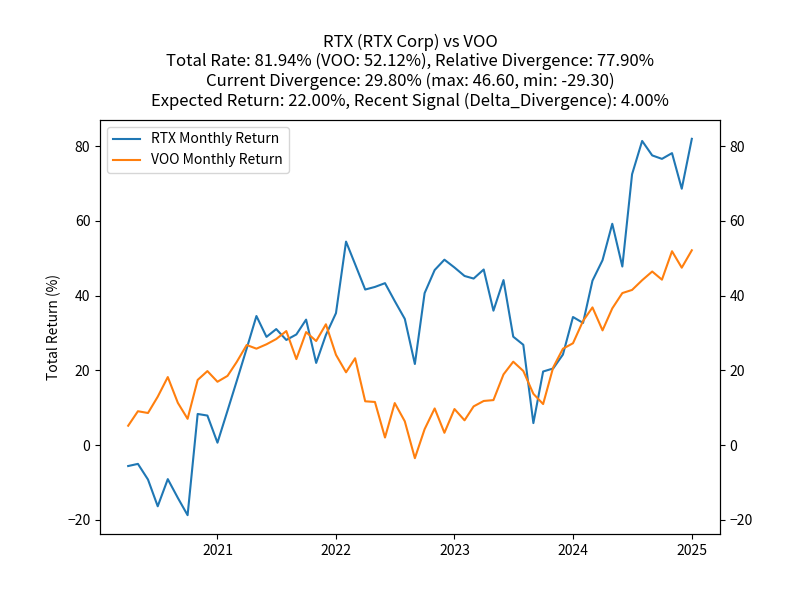 RTX (RTX Corp) vs VOO
Total Rate: 81.94% (VOO: 52.12%), Relative Divergence: 77.90%
Current Divergence: 29.80% (max: 46.60, min: -29.30)
Expected Return: 22.00%, Recent Signal (Delta_Divergence): 4.00%
RTX Monthly Return
VOO Monthly Return
Total Return (%)
80
60
40
20
0
−20
80
60
40
20
0
−20
2021
2022
2023
2024
2025